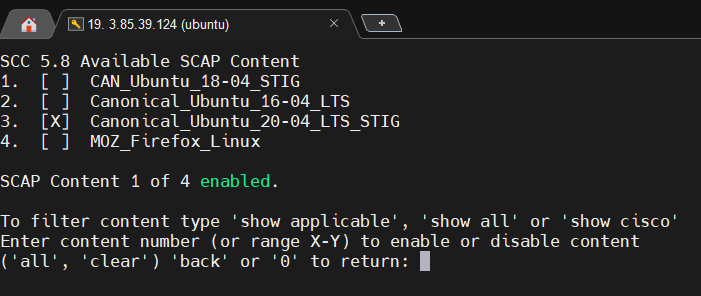 19. 3.85.39.124 (ubuntu)
SCC 5.8 Available SCAP Content
1. [ ] CAN_Ubuntu_18-04_STIG
2. [ ] Canonical_Ubuntu_16-04_LTS
3. [X] Canonical_Ubuntu_20-04_LTS_STIG
4. [ ] MOZ_Firefox_Linux
SCAP Content 1 of 4 enabled.
To filter content type 'show applicable', 'show all' or 'show cisco'
Enter content number (or range X-Y) to enable or disable content
('all', 'clear') 'back' or '0' to return: